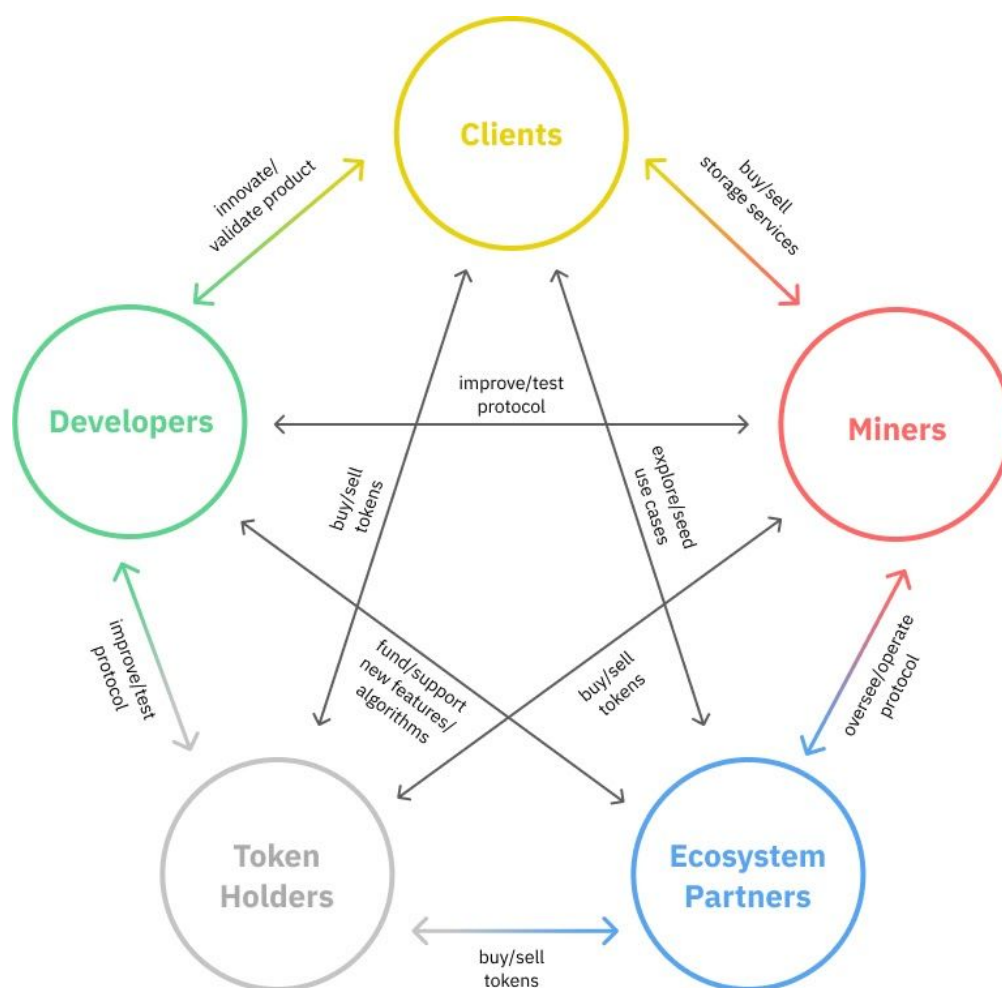 Clients
innovate/
validate product
buy/sell
storage services
Developers
improve/test
protocol
Miners
buy/sell
tokens
explore/seed
use cases
improve/test
protocol
fund/support
new features/
algorithms
buy/sell
tokens
oversee/operate
protocol
Token
Holders
Ecosystem
Partners
buy/sell
tokens